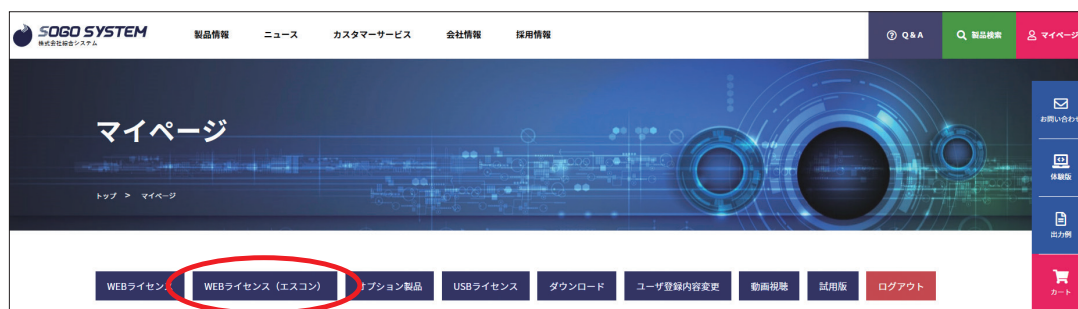 SOGO SYSTEM
株式会社総合システム
製品情報 ニュース カスタマーサービス 会社情報 採用情報
Q&A 製品検索 マイページ
マイページ
トップ > マイページ
お問い合わせ
体験版
出力例
カート
WEBライセンス WEBライセンス(エスコン) オプション製品 USBライセンス ダウンロード ユーザ登録内容変更 動画視聴 試用版 ログアウト